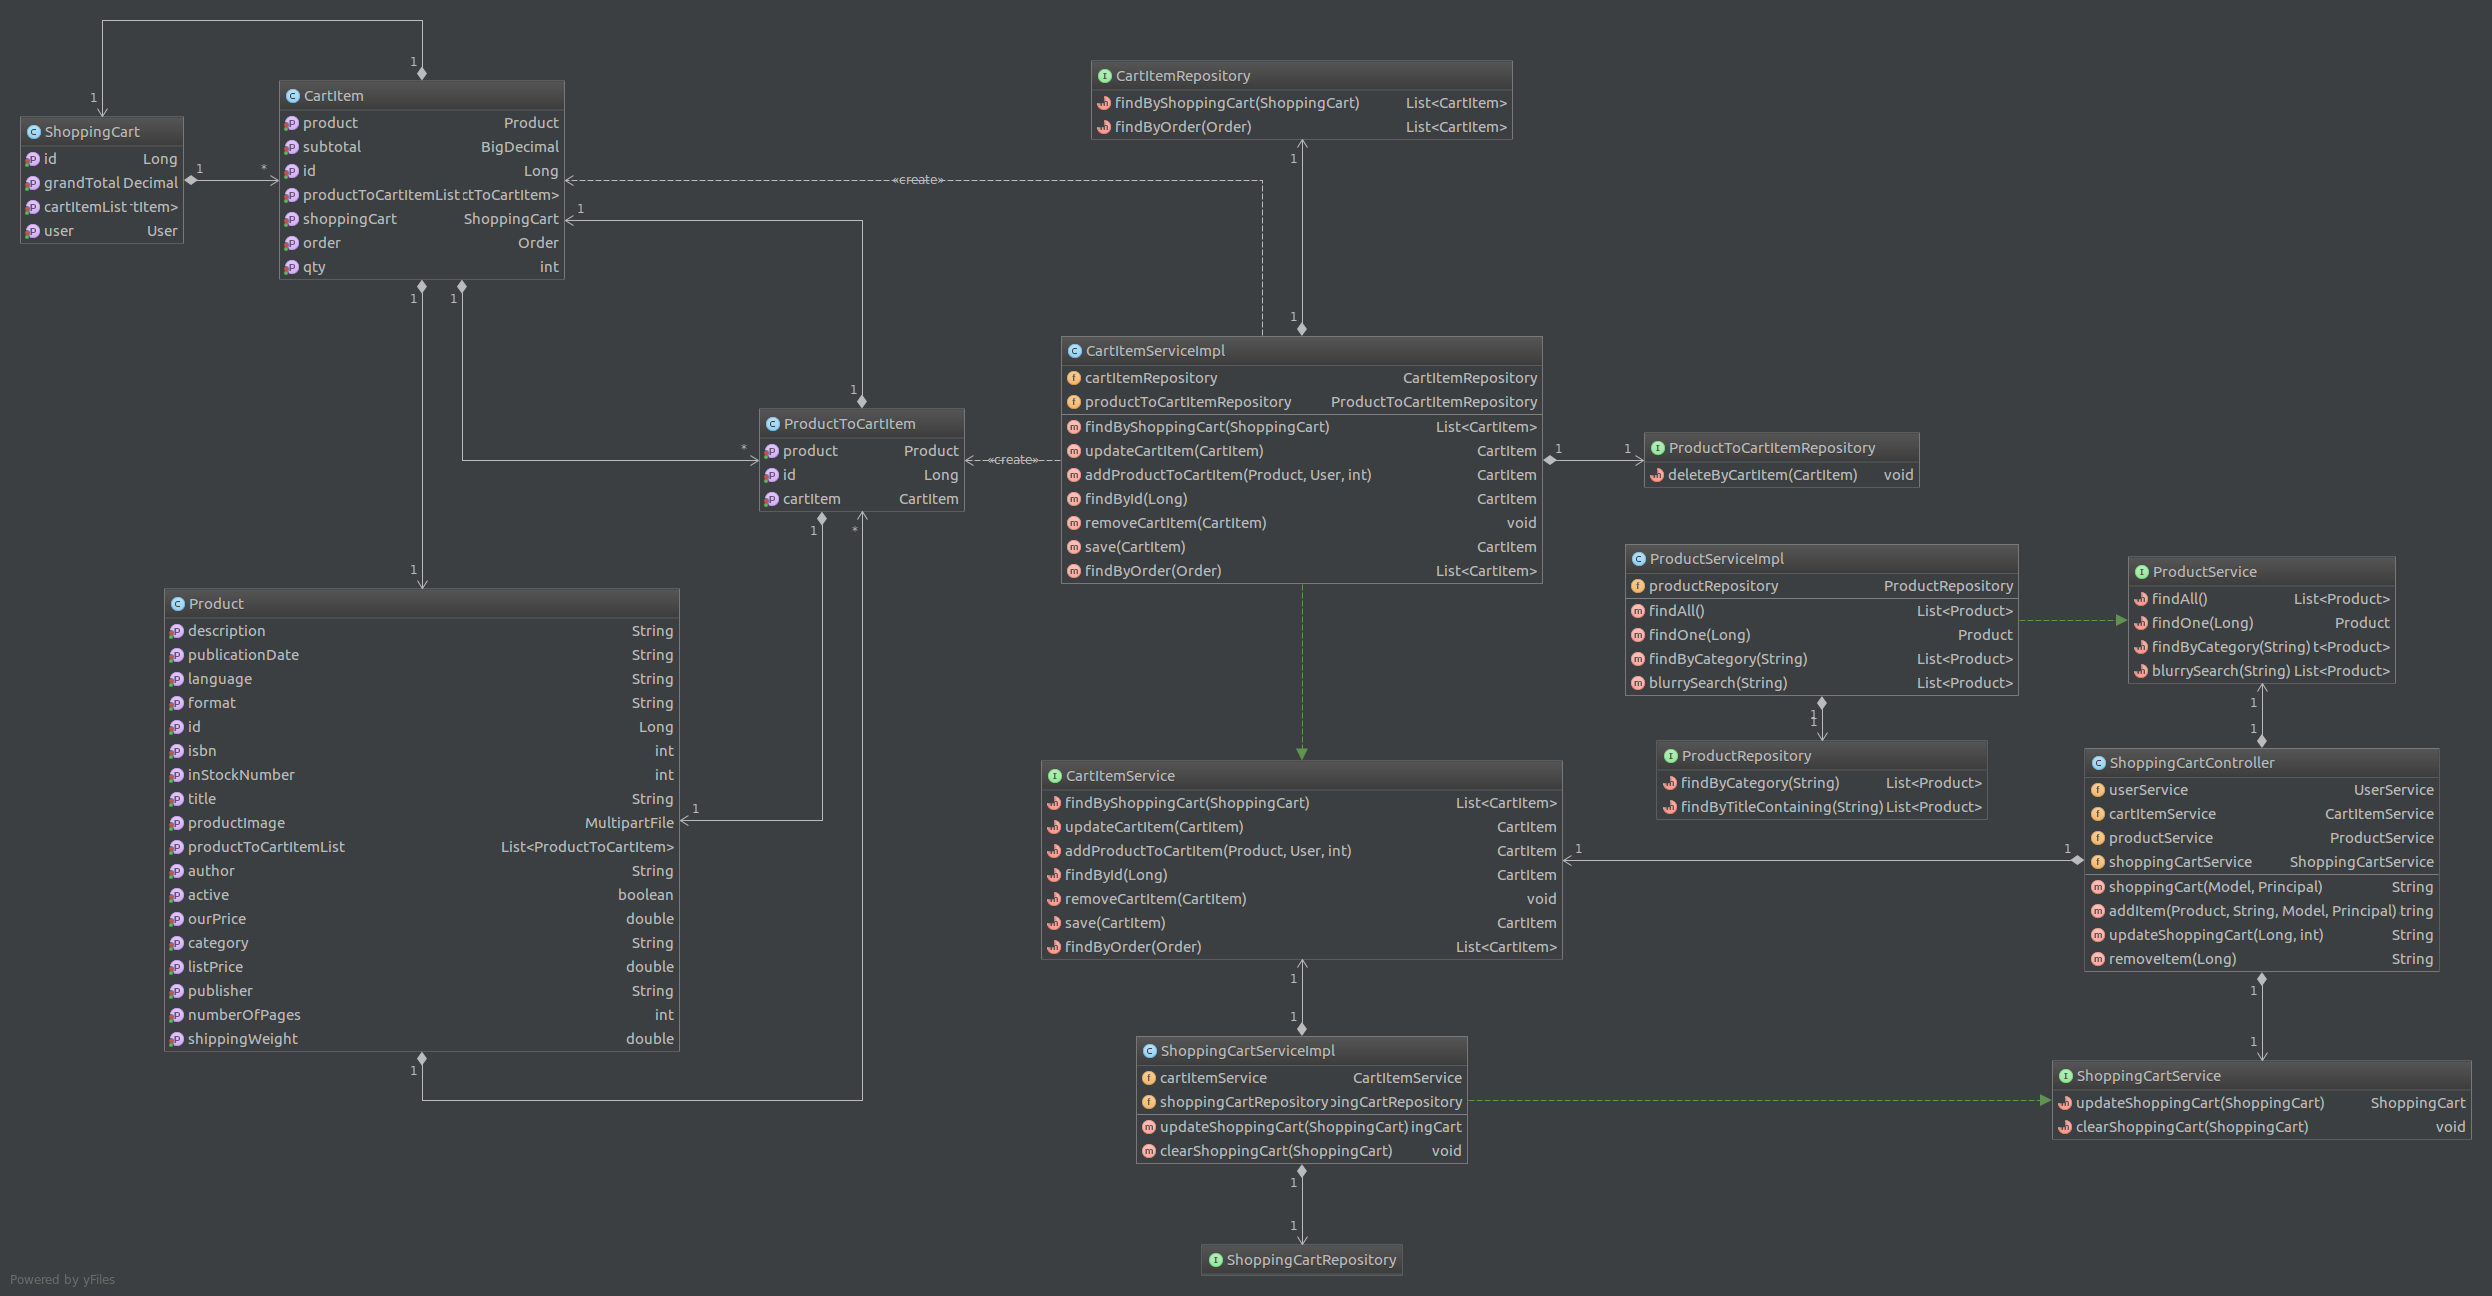 1
1
ShoppingCart
id Long
grandTotal Decimal
cartItemList tItem>
user User
1 *
CartItem
product Product
subtotal BigDecimal
id Long
productToCartItemList ctToCartItem>
shoppingCart ShoppingCart
order Order
qty int
«create»
1
1
1
1
1
*
1
CartItemRepository
findByShoppingCart(ShoppingCart) List<CartItem>
findByOrder(Order) List<CartItem>
1
1
CartItemServiceImpl
cartItemRepository CartItemRepository
productToCartItemRepository ProductToCartItemRepository
findByShoppingCart(ShoppingCart) List<CartItem>
updateCartItem(CartItem) CartItem
addProductToCartItem(Product, User, int) CartItem
findById(Long) CartItem
removeCartItem(CartItem) void
save(CartItem) CartItem
findByOrder(Order) List<CartItem>
ProductToCartItem
product Product
id Long
cartItem CartItem
«create»
1 *
1 1
ProductToCartItemRepository
deleteByCartItem(CartItem) void
Product
description String
publicationDate String
language String
format String
id Long
isbn int
inStockNumber int
title String
productImage MultipartFile
productToCartItemList List<ProductToCartItem>
author String
active boolean
ourPrice double
category String
listPrice double
publisher String
numberOfPages int
shippingWeight double
1
1
ProductServiceImpl
productRepository ProductRepository
findAll() List<Product>
findOne(Long) Product
findByCategory(String) List<Product>
blurrySearch(String) List<Product>
1
1
ProductService
findAll() List<Product>
findOne(Long) Product
findByCategory(String) t<Product>
blurrySearch(String) List<Product>
1
1
ProductRepository
findByCategory(String) List<Product>
findByTitleContaining(String) List<Product>
CartItemService
findByShoppingCart(ShoppingCart) List<CartItem>
updateCartItem(CartItem) CartItem
addProductToCartItem(Product, User, int) CartItem
findById(Long) CartItem
removeCartItem(CartItem) void
save(CartItem) CartItem
findByOrder(Order) List<CartItem>
1 1
ShoppingCartController
userService UserService
cartItemService CartItemService
productService ProductService
shoppingCartService ShoppingCartService
shoppingCart(Model, Principal) String
addItem(Product, String, Model, Principal) tring
updateShoppingCart(Long, int) String
removeItem(Long) String
1
1
1
1
ShoppingCartServiceImpl
cartItemService CartItemService
shoppingCartRepository pingCartRepository
updateShoppingCart(ShoppingCart) ingCart
clearShoppingCart(ShoppingCart) void
ShoppingCartService
updateShoppingCart(ShoppingCart) ShoppingCart
clearShoppingCart(ShoppingCart) void
1
1
ShoppingCartRepository
Powered by yFiles